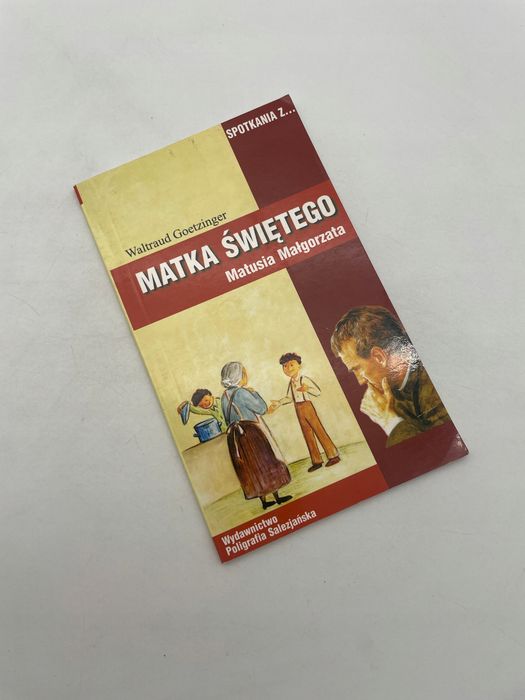 SPOTKANIA Z...
Waltraud Goetzinger
MATKA ŚWIĘTEGO
Matusia Małgorzata
Wydawnictwo
Poligrafia Salezjańska